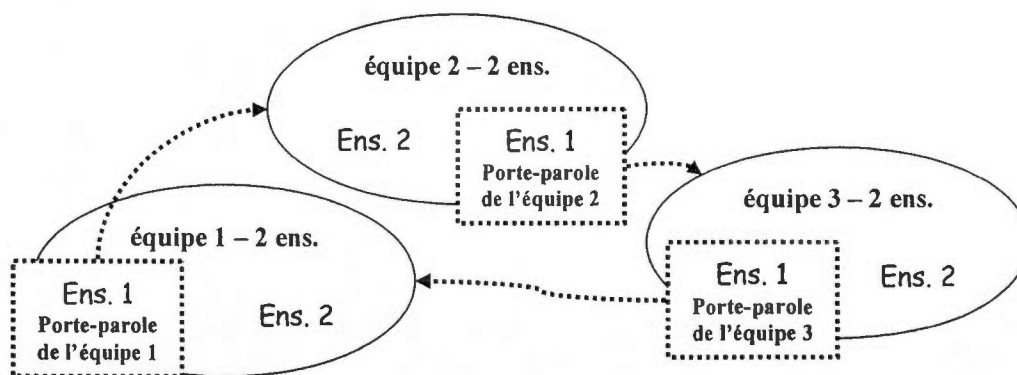 équipe 2 – 2 ens.
Ens. 2
Ens. 1
Porte-parole
de l'équipe 2
équipe 3 – 2 ens.
Ens. 1
Porte-parole
de l'équipe 3
Ens. 2
équipe 1 – 2 ens.
Ens. 1
Porte-parole
de l'équipe 1
Ens. 2